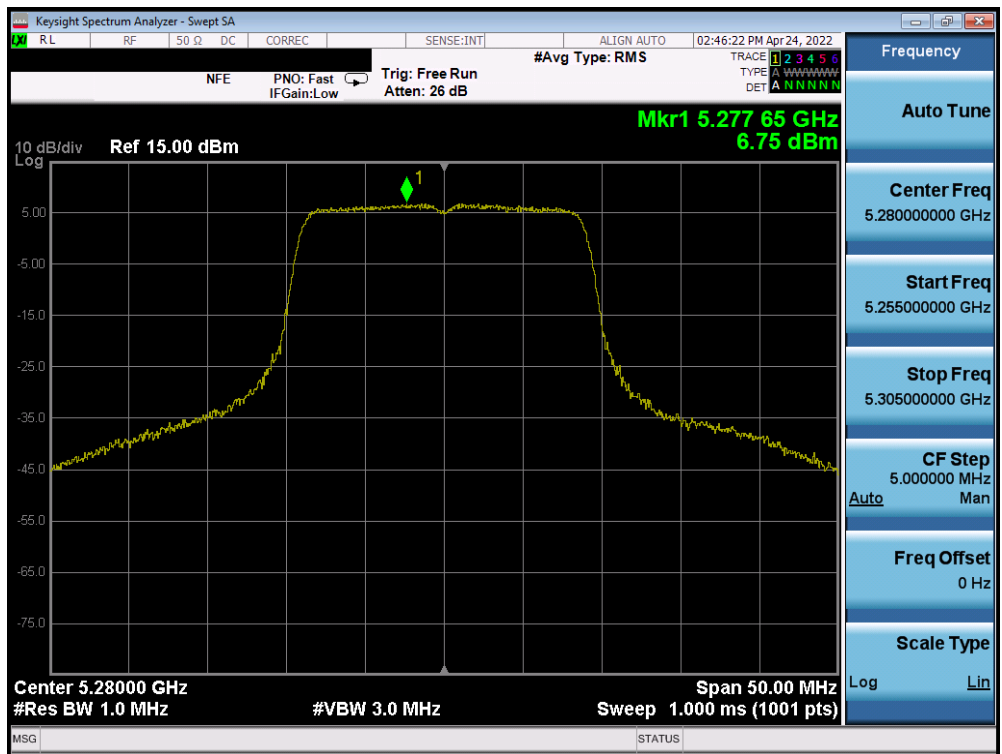 Keysight Spectrum Analyzer - Swept SA
LXI RL RF 50 Ω DC CORREC SENSE:INT ALIGN AUTO 02:46:22 PM Apr 24, 2022
Frequency
#Avg Type: RMS
TRACE 1 2 3 4 5 6
NFE PNO: Fast Trig: Free Run
TYPE A WWWWW
IFGain:Low Atten: 26 dB
DET A N N N N N
Auto Tune
Mkr1 5.277 65 GHz
6.75 dBm
10 dB/div Ref 15.00 dBm
Log
1
5.00
-5.00
-15.0
-25.0
-35.0
-45.0
-55.0
-65.0
-75.0
Center Freq
5.280000000 GHz
Start Freq
5.255000000 GHz
Stop Freq
5.305000000 GHz
CF Step
5.000000 MHz
Auto Man
Freq Offset
0 Hz
Scale Type
Log Lin
Center 5.28000 GHz Span 50.00 MHz
#Res BW 1.0 MHz #VBW 3.0 MHz Sweep 1.000 ms (1001 pts)
MSG STATUS